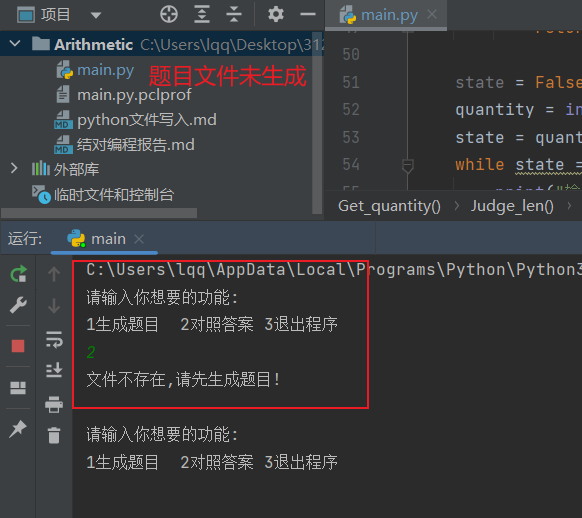 项目
main.py
Arithmetic C:\Users\lqq\Desktop\312
main.py
题目文件未生成
main.py.pclprof
python文件写入.md
结对编程报告.md
外部库
临时文件和控制台
50
51 state = False
52 quantity = in
53 state = quant
54 while state =
Get_quantity() › Judge_len() ›
运行: main
C:\Users\lqq\AppData\Local\Programs\Python\Python3
请输入你想要的功能:
1生成题目 2对照答案 3退出程序
2
文件不存在,请先生成题目!
请输入你想要的功能:
1生成题目 2对照答案 3退出程序